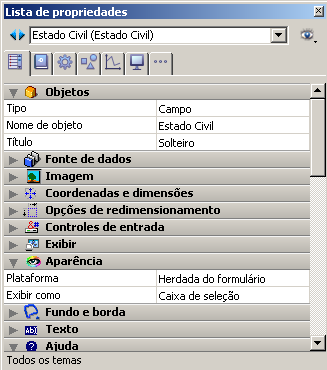 Lista de propriedades
Estado Civil (Estado Civil)
Objetos
Tipo Campo
Nome de objeto Estado Civil
Título Solteiro
Fonte de dados
Imagem
Coordenadas e dimensões
Opções de redimensionamento
Controles de entrada
Exibir
Aparência
Plataforma Herdada do formulário
Exibir como Caixa de seleção
Fundo e borda
Texto
Ajuda
Todos os temas